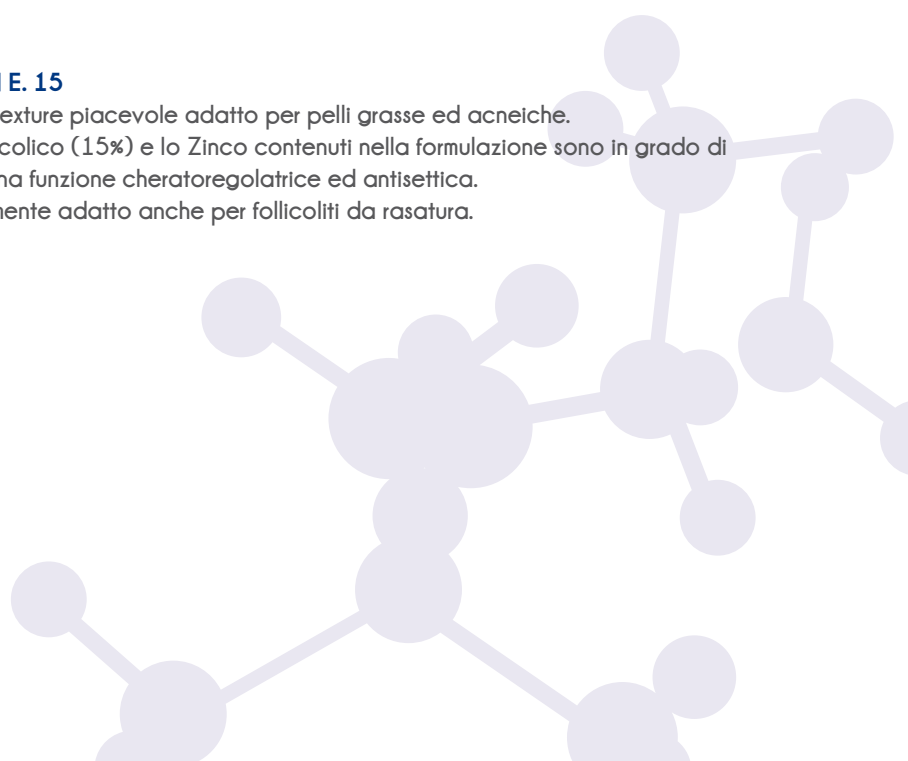 E. 15
exture piacevole adatto per pelli grasse ed acneiche.
colico (15%) e lo Zinco contenuti nella formulazione sono in grado di
na funzione cheratoregolatrice ed antisettica.
mente adatto anche per follicoliti da rasatura.